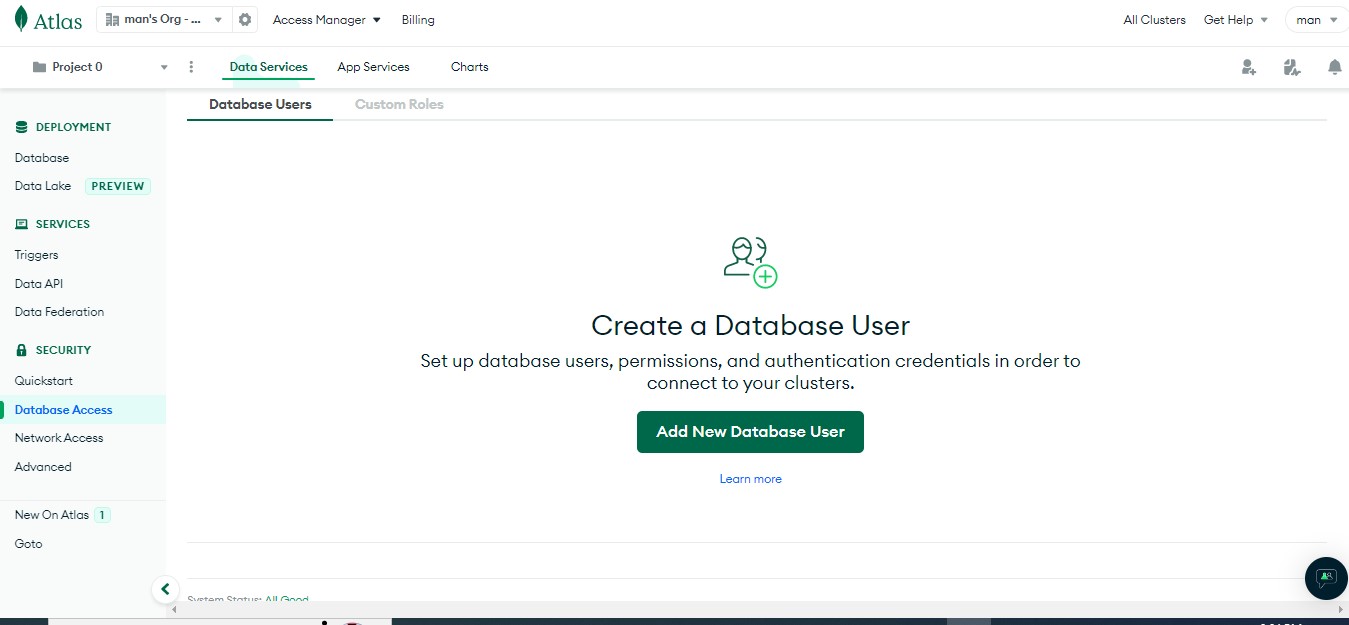 Atlas
man's Org - ...
Access Manager
Billing
All Clusters
Get Help
man
Project 0
Data Services
App Services
Charts
DEPLOYMENT
Database
Data Lake PREVIEW
SERVICES
Triggers
Data API
Data Federation
SECURITY
Quickstart
Database Access
Network Access
Advanced
New On Atlas 1
Goto
Database Users
Custom Roles
Create a Database User
Set up database users, permissions, and authentication credentials in order to
connect to your clusters.
Add New Database User
Learn more
System Status: All Good